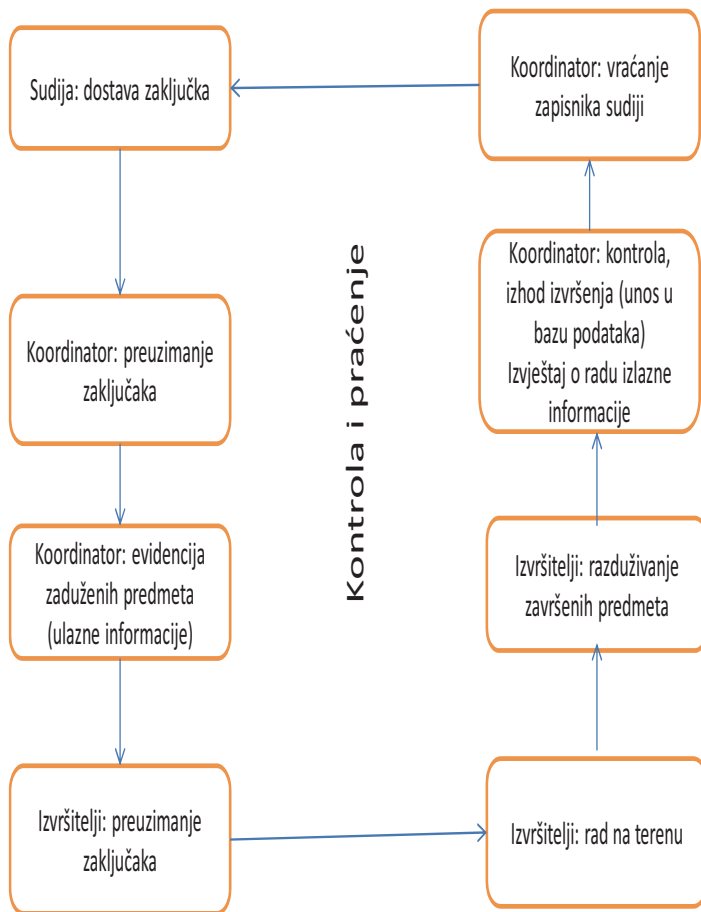 Sudija: dostava zaključka
Koordinator: preuzimanje
zaključaka
Koordinator: evidencija
zaduženih predmeta
(ulazne informacije)
Izvršitelji: preuzimanje
zaključaka
Izvršitelji: rad na terenu
Izvršitelji: razduživanje
završenih predmeta
Koordinator: kontrola,
izhod izvršenja (unos u
bazu podataka)
Izvještaj o radu izlazne
informacije
Koordinator: vraćanje
zapisnika sudiji
Kontrola i praćenje